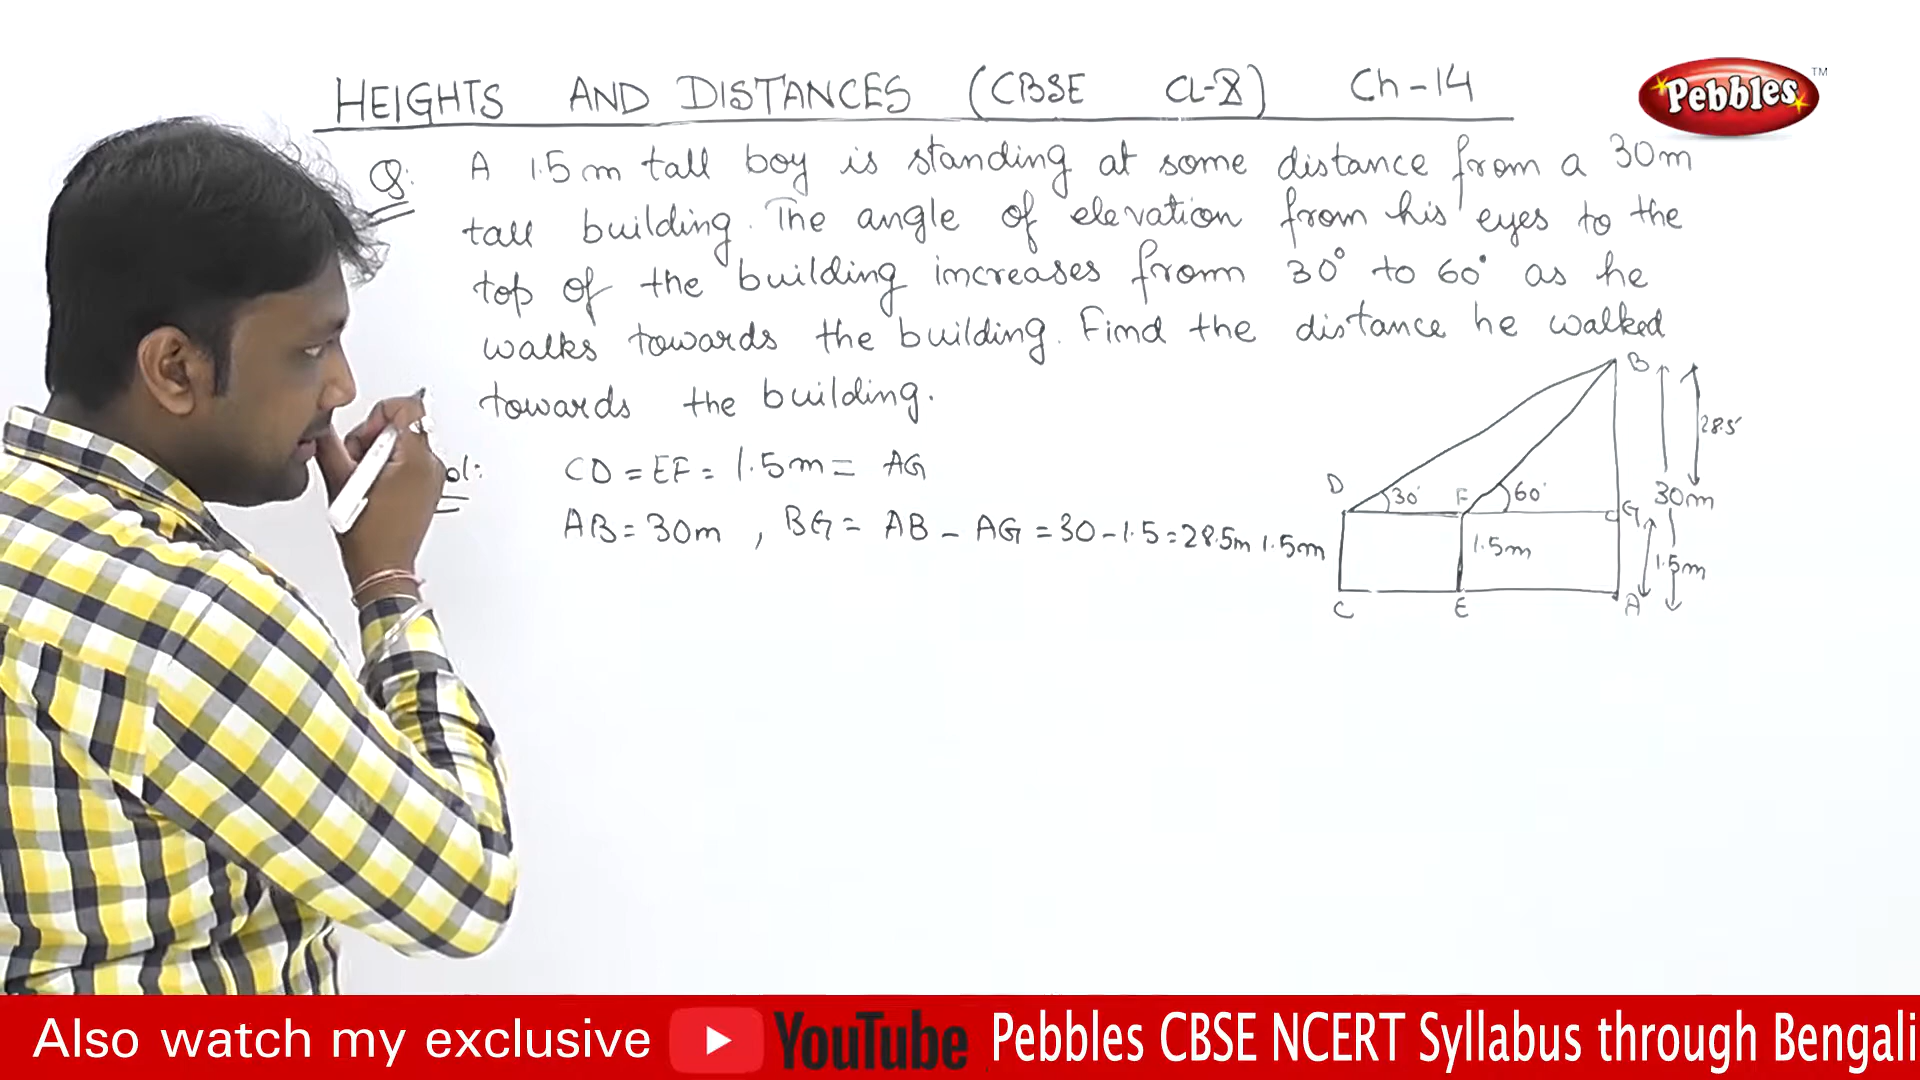 HEIGHTS AND DISTANCES (CBSE Cl-X) Ch-14
Pebbles TM
Q: A 1.5m tall boy is standing at some distance from a 30m
tall building. The angle of elevation from his eyes to the
top of the building increases from 30° to 60° as he
walks towards the building. Find the distance he walked
towards the building.
ol: CD = EF = 1.5m = AG
AB = 30m , BG = AB - AG = 30 - 1.5 = 28.5m
B
28.5
D 30° F 60° G 30m
1.5m 1.5m 1.5m
C E A
Also watch my exclusive YouTube Pebbles CBSE NCERT Syllabus through Bengali